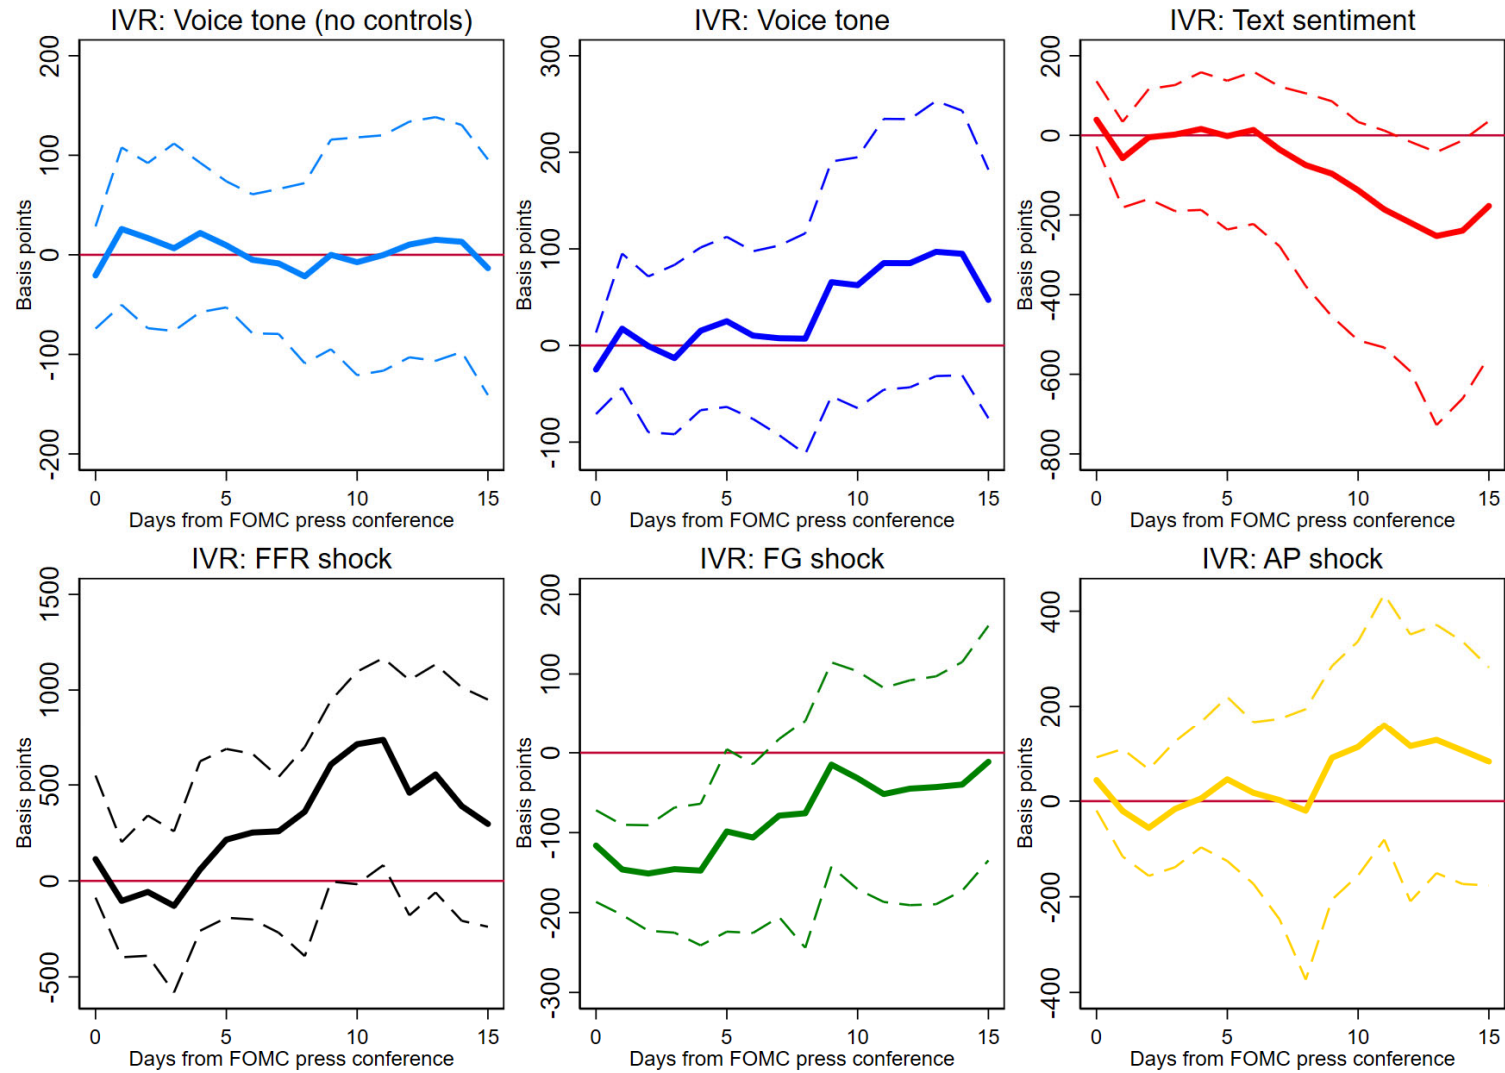 IVR: Voice tone (no controls)
Basis points
200
100
0
-100
-200
0 5 10 15
Days from FOMC press conference
IVR: Voice tone
Basis points
300
200
100
0
-100
0 5 10 15
Days from FOMC press conference
IVR: Text sentiment
Basis points
200
0
-200
-400
-600
-800
0 5 10 15
Days from FOMC press conference
IVR: FFR shock
Basis points
1500
1000
500
0
-500
0 5 10 15
Days from FOMC press conference
IVR: FG shock
Basis points
200
100
0
-100
-200
-300
0 5 10 15
Days from FOMC press conference
IVR: AP shock
Basis points
400
200
0
-200
-400
0 5 10 15
Days from FOMC press conference